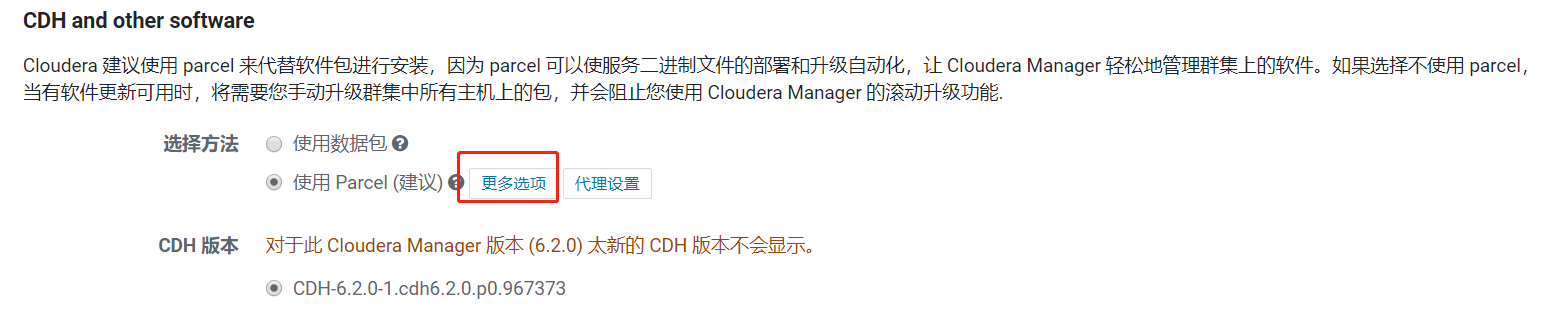 CDH and other software
Cloudera 建议使用 parcel 来代替软件包进行安装，因为 parcel 可以使服务二进制文件的部署和升级自动化，让 Cloudera Manager 轻松地管理群集上的软件。如果选择不使用 parcel，
当有软件更新可用时，将需要您手动升级群集中所有主机上的包，并会阻止您使用 Cloudera Manager 的滚动升级功能.
选择方法 使用数据包 ?
使用 Parcel (建议) ? 更多选项 代理设置
CDH 版本 对于此 Cloudera Manager 版本 (6.2.0) 太新的 CDH 版本不会显示。
CDH-6.2.0-1.cdh6.2.0.p0.967373